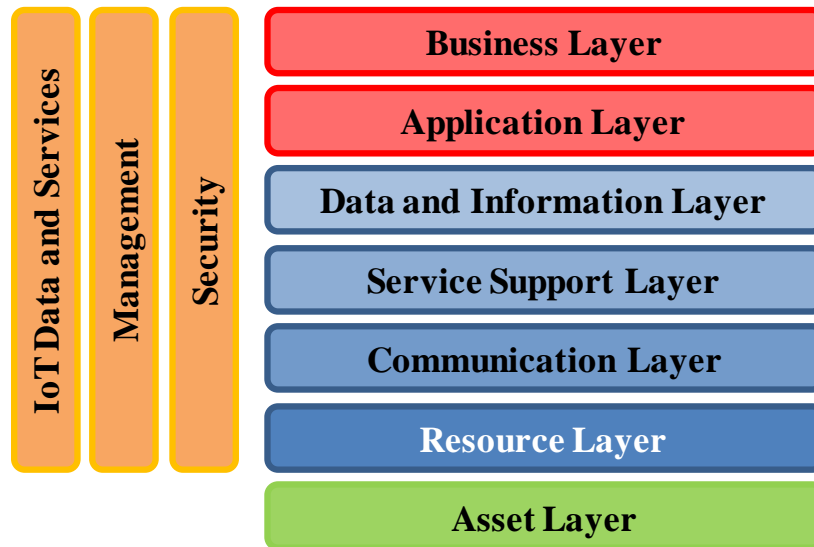 IoT Data and Services
Management
Security
Business Layer
Application Layer
Data and Information Layer
Service Support Layer
Communication Layer
Resource Layer
Asset Layer